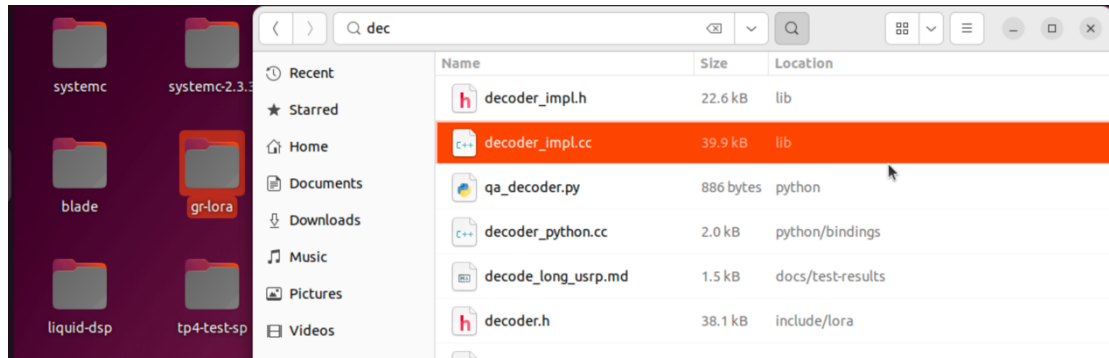 systemc
systemc-2.3.3
blade
gr-lora
liquid-dsp
tp4-test-sp
dec
Recent
Starred
Home
Documents
Downloads
Music
Pictures
Videos
Name Size Location
h decoder_impl.h 22.6 kB lib
C++ decoder_impl.cc 39.9 kB lib
qa_decoder.py 886 bytes python
C++ decoder_python.cc 2.0 kB python/bindings
decode_long_usrp.md 1.5 kB docs/test-results
h decoder.h 38.1 kB include/lora